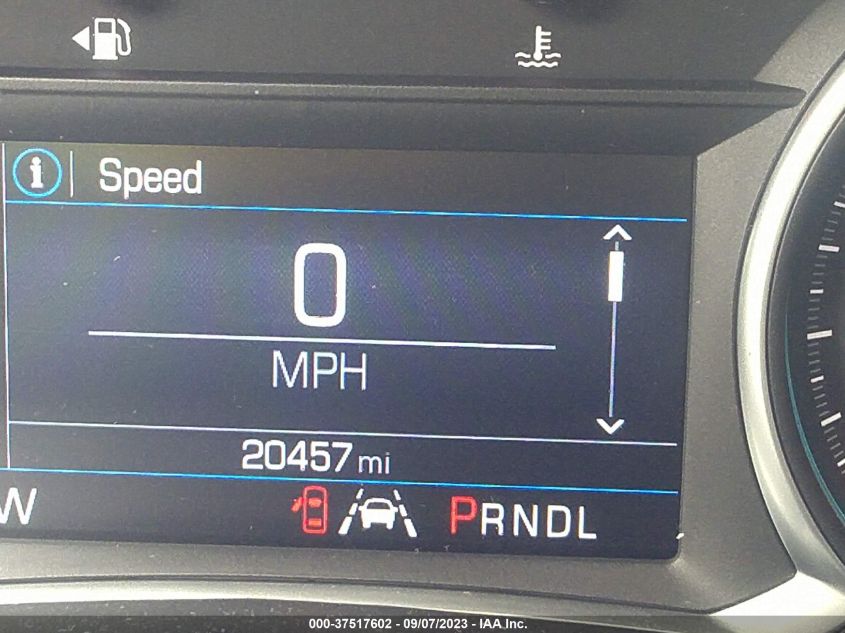 Speed
0
MPH
20457 mi
W
PRNDL
000-37517602 - 09/07/2023 - IAA, Inc.